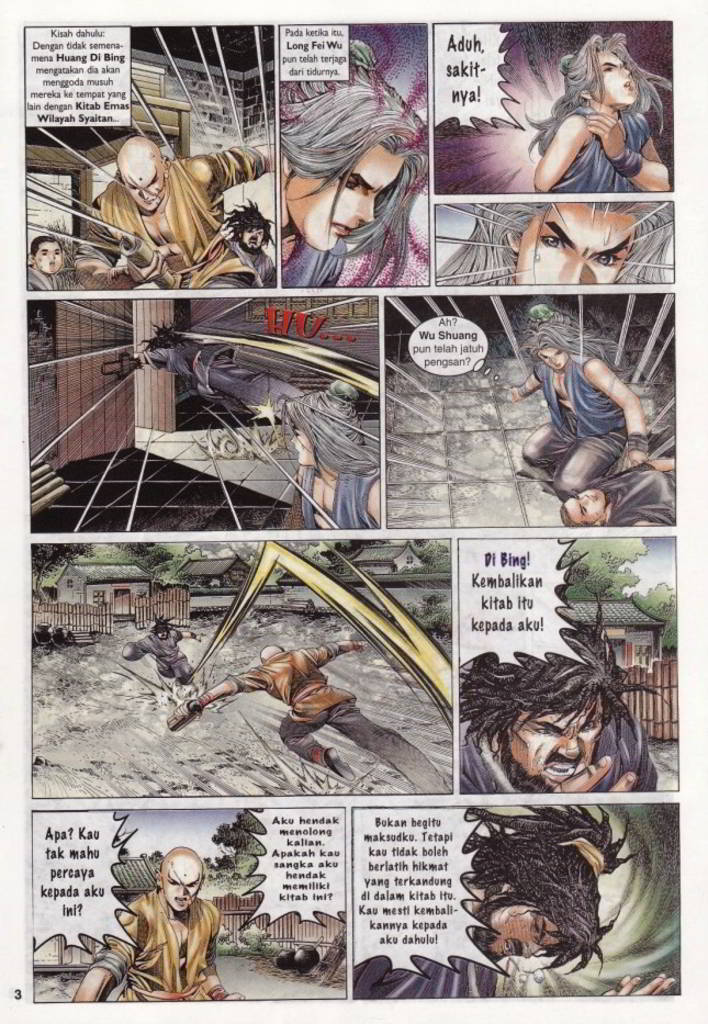 Kisah dahulu:
Dengan tidak semena-
mena Huang Di Bing
mengatakan dia akan
menggoda musuh
mereka ke tempat yang
lain dengan Kitab Emas
Wilayah Syaitan...
Pada ketika itu,
Long Fei Wu
pun telah terjaga
dari tidurnya.
Aduh,
sakit-
nya!
HU...
Ah?
Wu Shuang
pun telah jatuh
pengsan?
Di Bing!
Kembalikan
kitab itu
kepada aku!
Apa? Kau
tak mahu
percaya
kepada aku
ini?
Aku hendak
menolong
kalian.
Apakah kau
sangka aku
hendak
memiliki
kitab ini?
Bukan begitu
maksudku. Tetapi
kau tidak boleh
berlatih hikmat
yang terkandung
di dalam kitab itu.
Kau mesti kembali-
kannya kepada
aku dahulu!
3